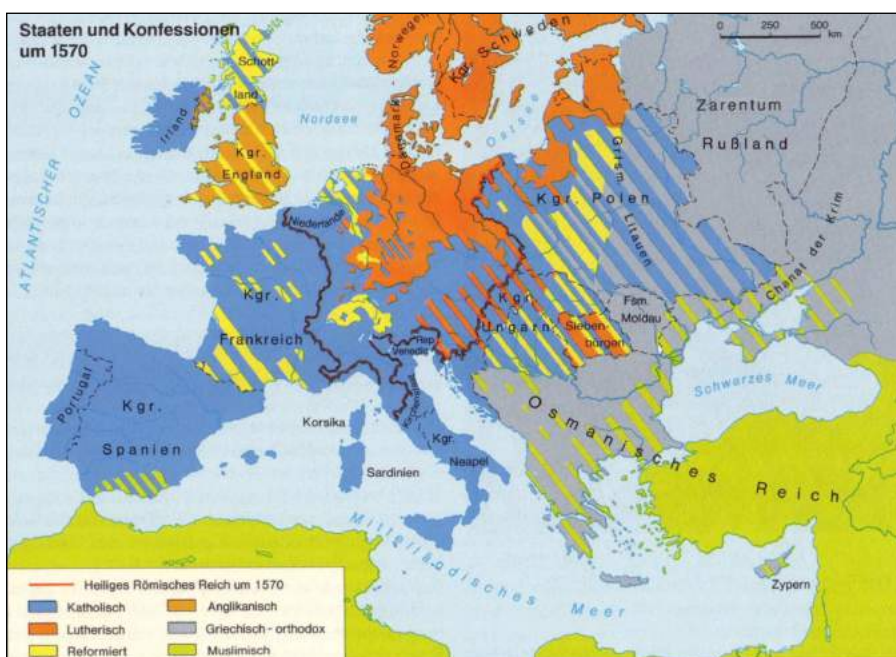 Staaten und Konfessionen
um 1570
0 250 500
km
ATLANTISCHER OZEAN
Nordsee
Ostsee
Norwegen
Kgr. Schweden
Dänemark
Schott-
land
Irland
Kgr.
England
Zarentum
Rußland
Niederlande
Kgr. Polen
Litauen
Chanat der Krim
Kgr.
Frankreich
Kgr.
Ungarn
Sieben-
bürgen
Fsm.
Moldau
Rep.
Venedig
Kirchenstaat
Schwarzes Meer
Portugal
Kgr.
Spanien
Korsika
Sardinien
Kgr.
Neapel
Osmanisches Reich
Mittelländisches Meer
Zypern
Heiliges Römisches Reich um 1570
Katholisch
Anglikanisch
Lutherisch
Griechisch-orthodox
Reformiert
Muslimisch